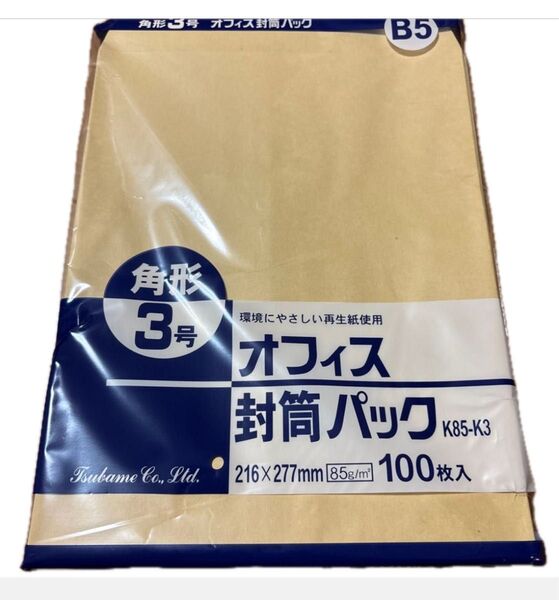 角形3号 オフィス封筒パック
B5
角形
3号
環境にやさしい再生紙使用
オフィス
封筒パック K85-K3
Tsubame Co., Ltd.
216×277mm 85g/㎡ 100枚入